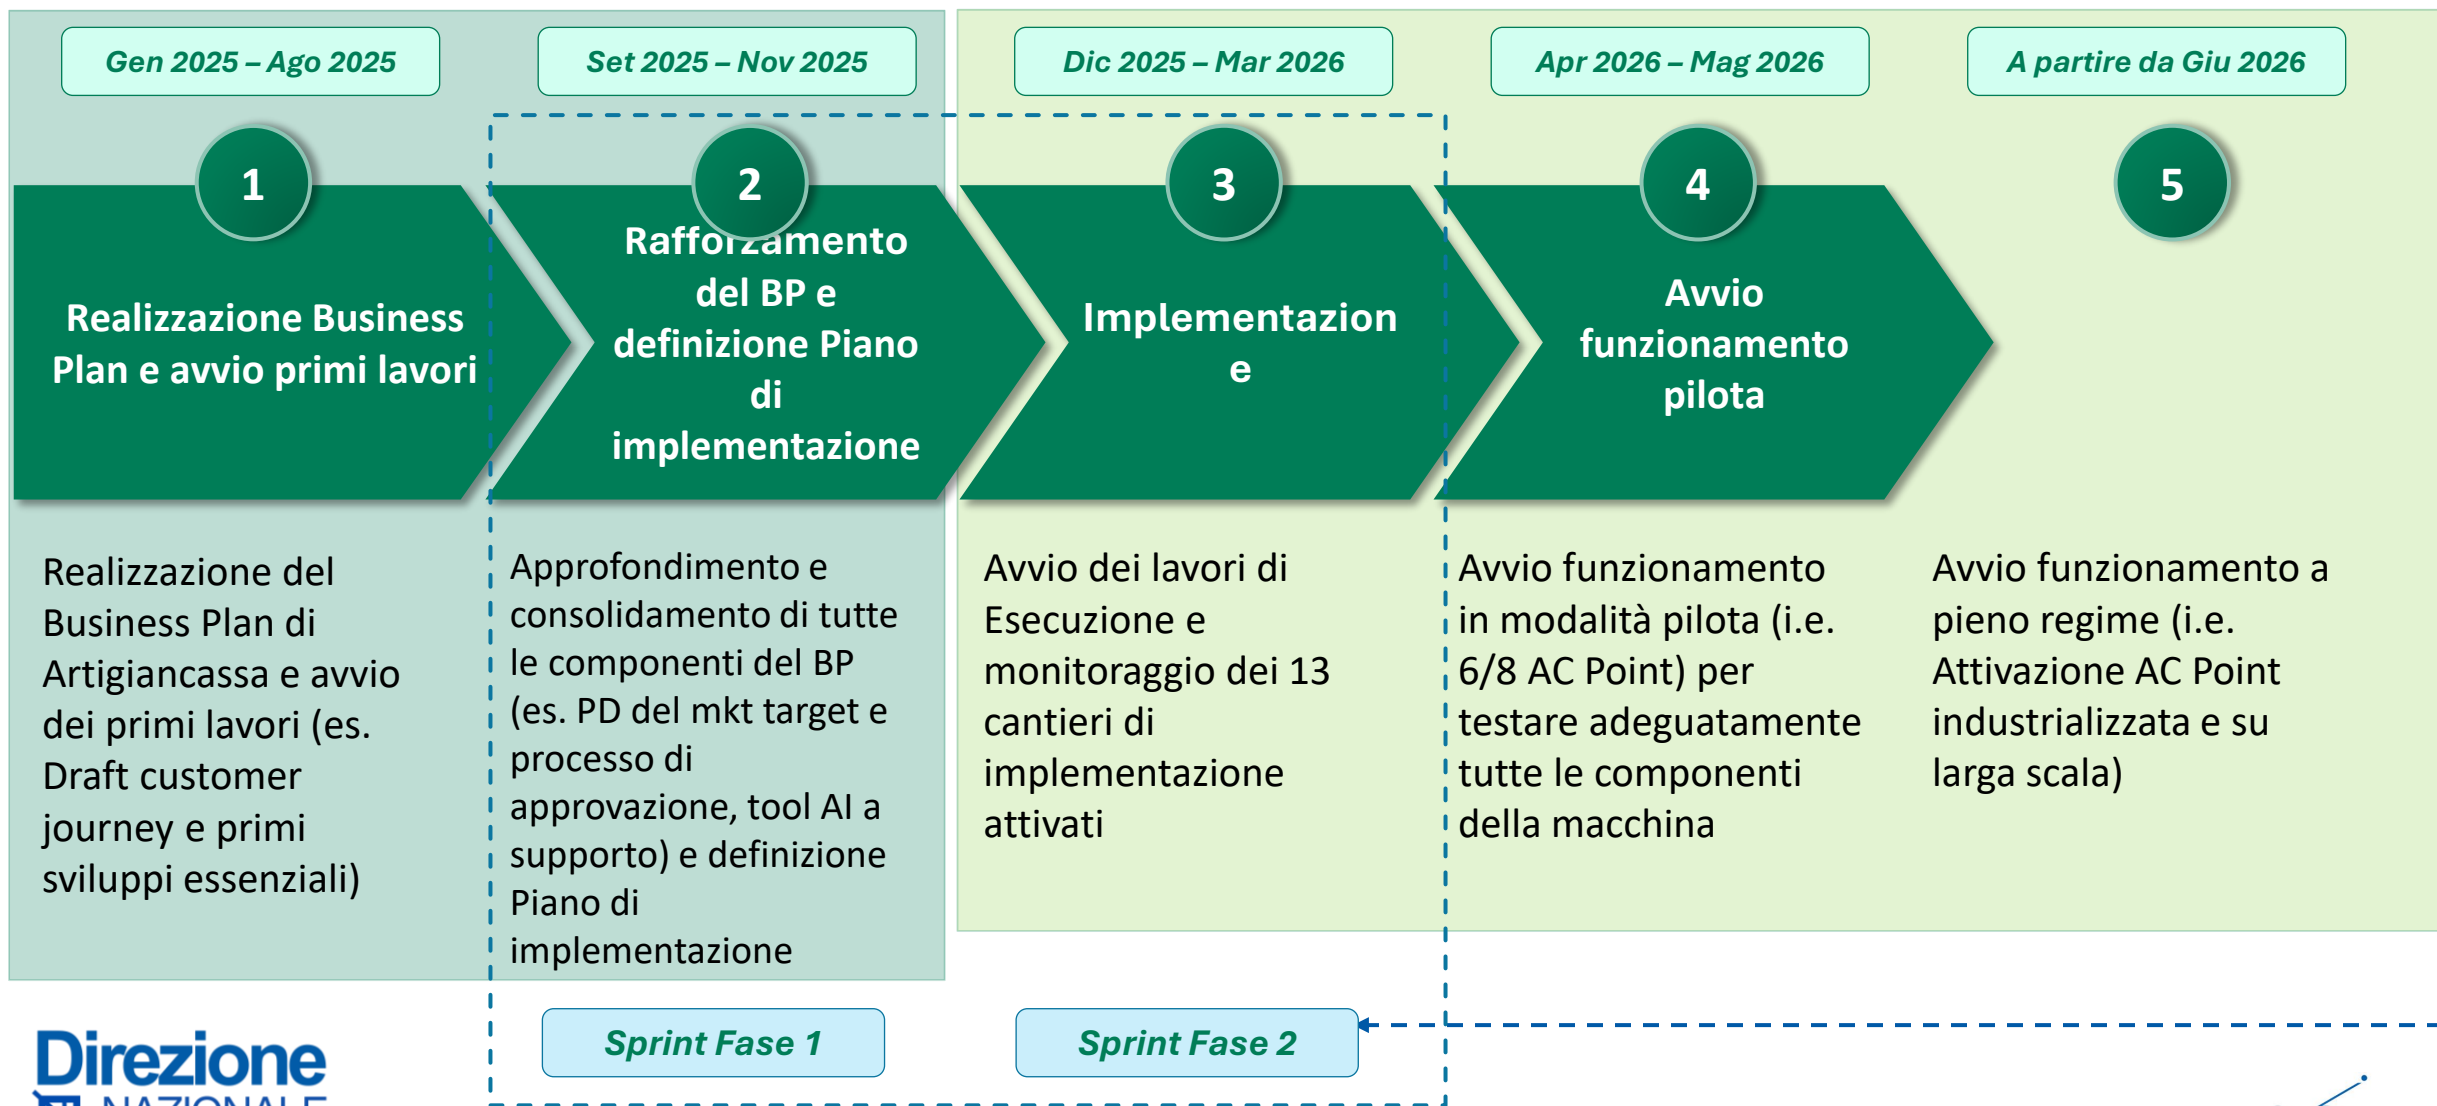 Gen 2025 – Ago 2025
Set 2025 – Nov 2025
Dic 2025 – Mar 2026
Apr 2026 – Mag 2026
A partire da Giu 2026
1
2
3
4
5
Realizzazione Business
Plan e avvio primi lavori
Rafforzamento
del BP e
definizione Piano
di
implementazione
Implementazion
e
Avvio
funzionamento
pilota
Realizzazione del
Business Plan di
Artigiancassa e avvio
dei primi lavori (es.
Draft customer
journey e primi
sviluppi essenziali)
Approfondimento e
consolidamento di tutte
le componenti del BP
(es. PD del mkt target e
processo di
approvazione, tool AI a
supporto) e definizione
Piano di
implementazione
Avvio dei lavori di
Esecuzione e
monitoraggio dei 13
cantieri di
implementazione
attivati
Avvio funzionamento
in modalità pilota (i.e.
6/8 AC Point) per
testare adeguatamente
tutte le componenti
della macchina
Avvio funzionamento a
pieno regime (i.e.
Attivazione AC Point
industrializzata e su
larga scala)
Sprint Fase 1
Sprint Fase 2
Direzione
NAZIONALE